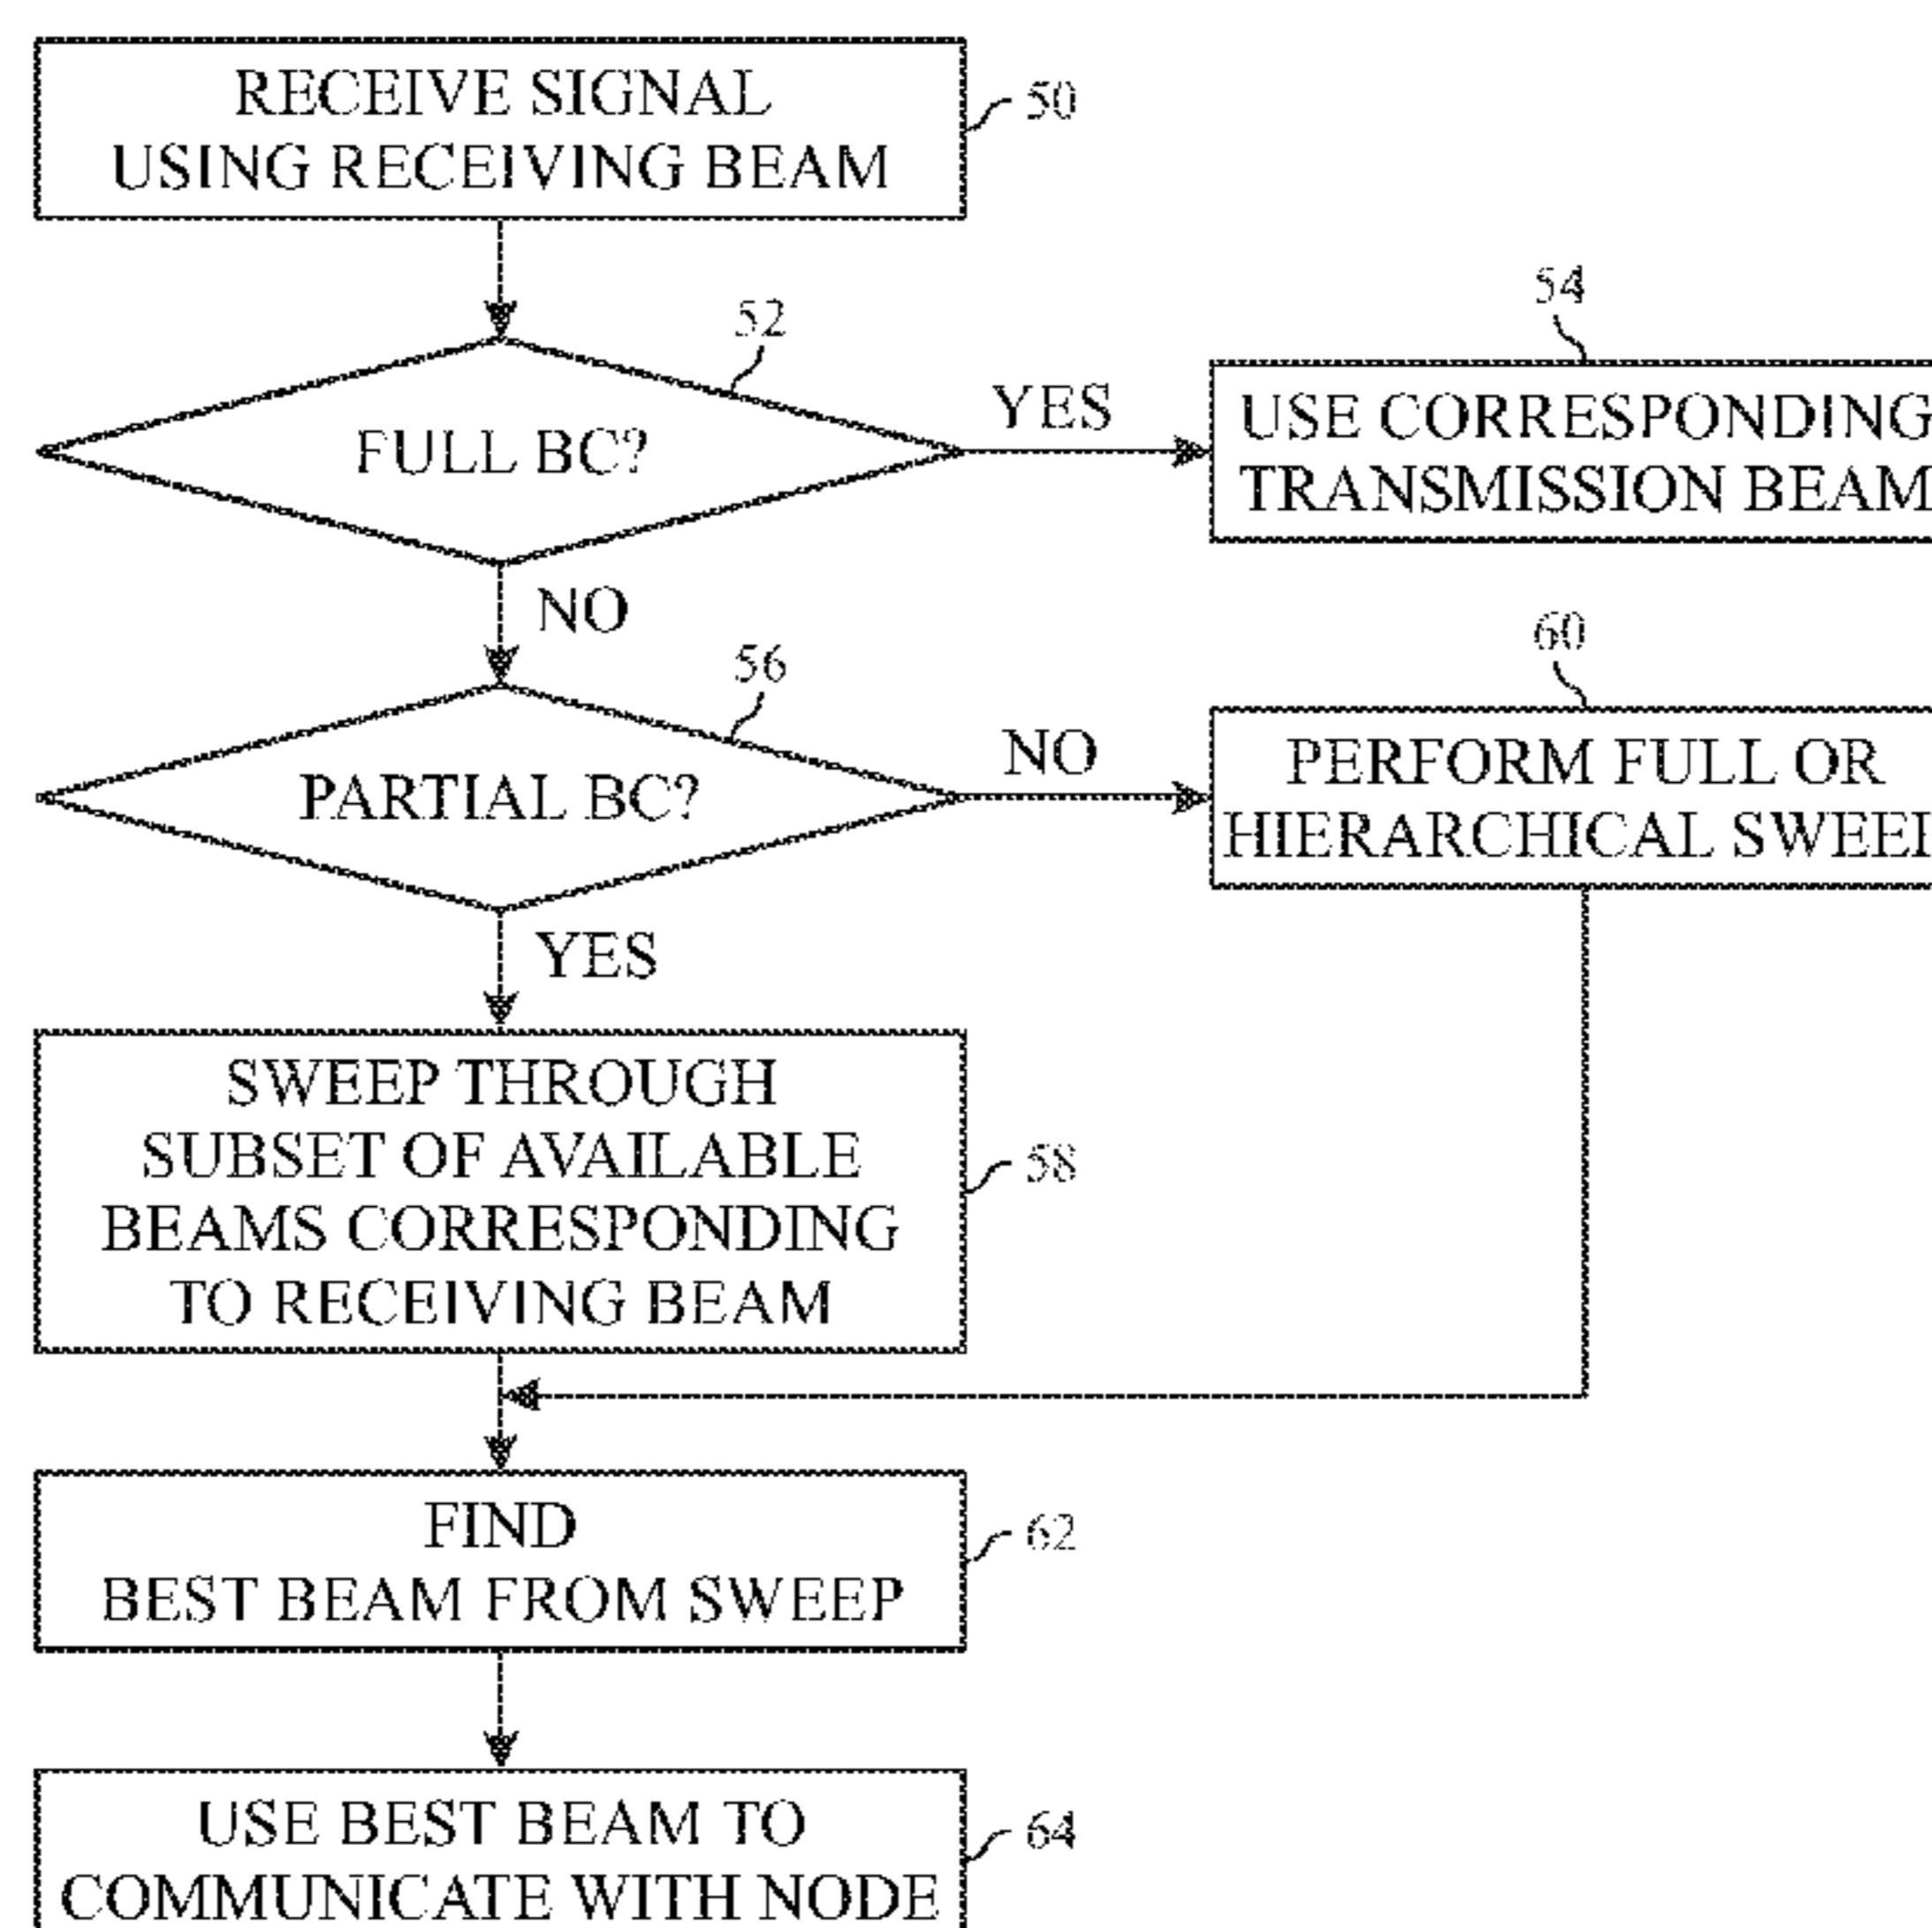 RECEIVE SIGNAL
USING RECEIVING BEAM
50
52
FULL BC?
YES
54
USE CORRESPONDING
TRANSMISSION BEAM
NO
56
PARTIAL BC?
NO
60
PERFORM FULL OR
HIERARCHICAL
YES
SWEEP THROUGH
SUBSET OF AVAILABLE
BEAMS CORRESPONDING
TO RECEIVING BEAM
58
FIND
BEST BEAM FROM SWEEP
62
USE BEST BEAM TO
COMMUNICATE WITH NODE
64